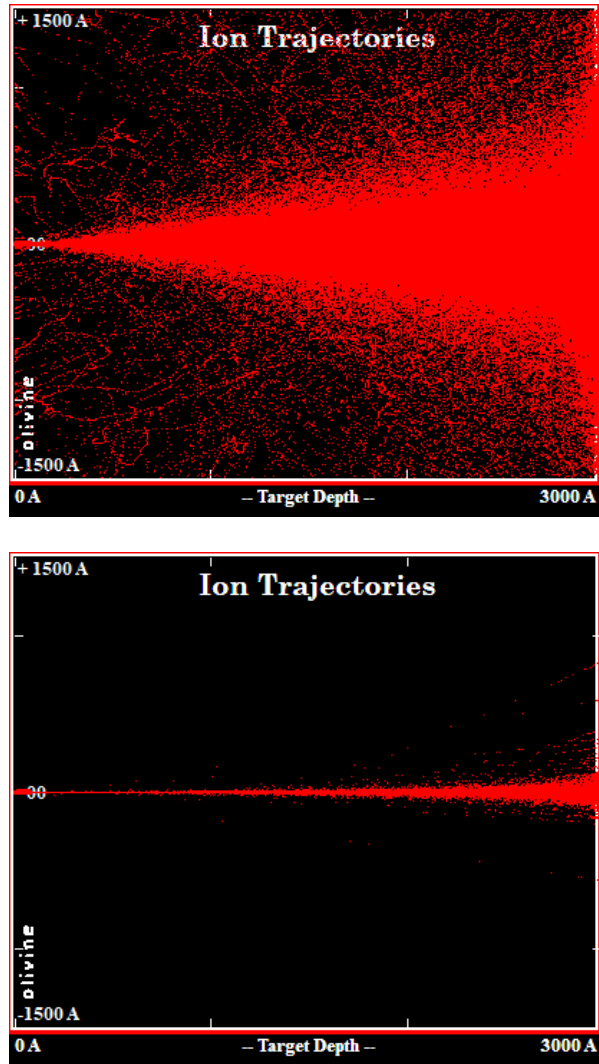 + 1500 A
Ion Trajectories
olivine
-1500 A
0 A
-- Target Depth --
3000 A
+ 1500 A
Ion Trajectories
olivine
-1500 A
0 A
-- Target Depth --
3000 A